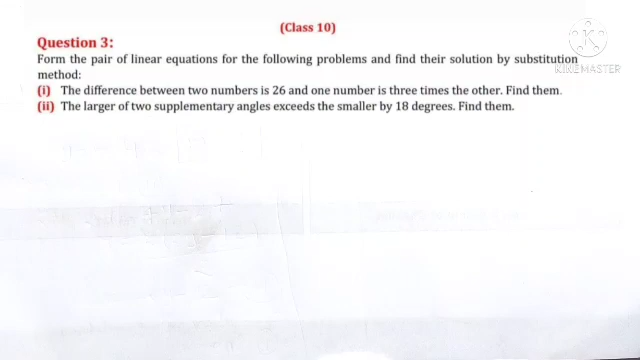 (Class 10)
Question 3:
Form the pair of linear equations for the following problems and find their solution by substitution
method:
(i) The difference between two numbers is 26 and one number is three times the other. Find them.
(ii) The larger of two supplementary angles exceeds the smaller by 18 degrees. Find them.
KINEMASTER